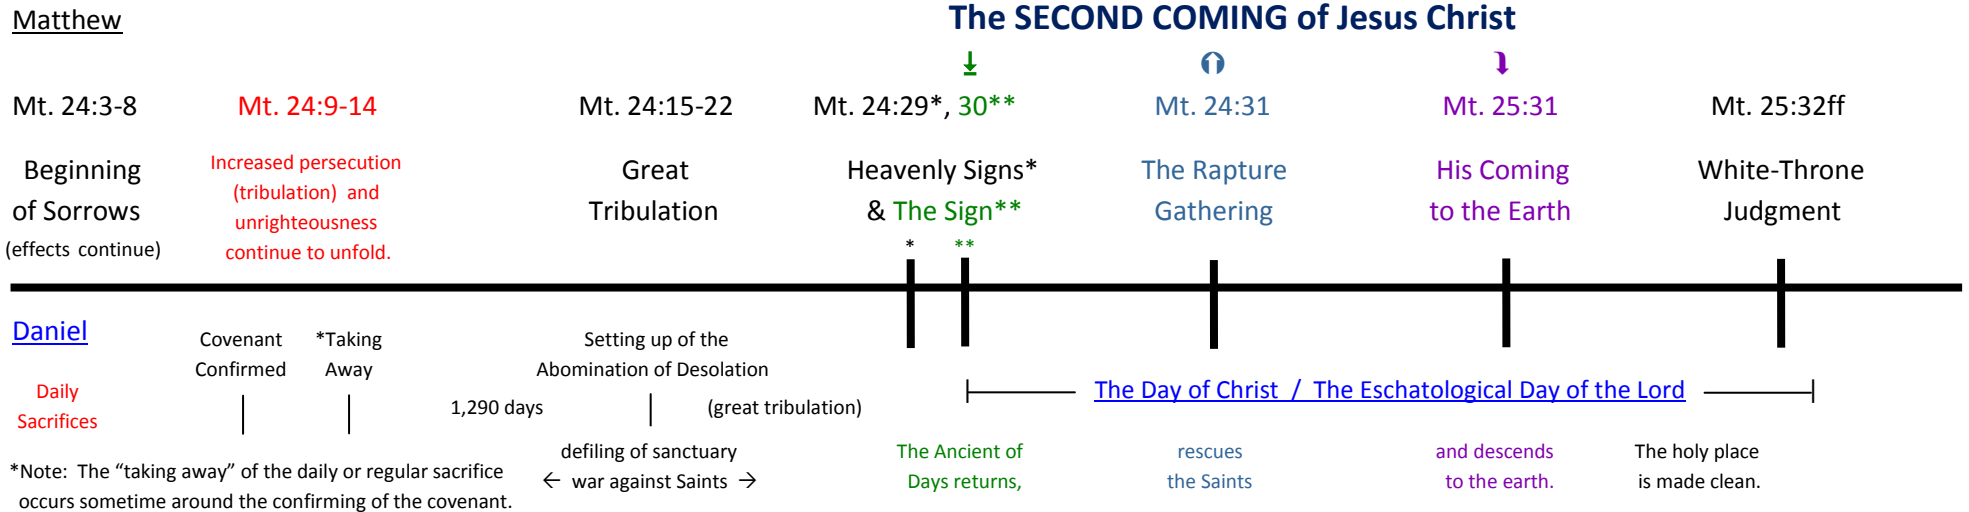 Matthew
The SECOND COMING of Jesus Christ
Mt. 24:3-8
Mt. 24:9-14
Mt. 24:15-22
Mt. 24:29*, 30**
Mt. 24:31
Mt. 25:31
Mt. 25:32ff
Beginning
of Sorrows
(effects continue)
Increased persecution
(tribulation) and
unrighteousness
continue to unfold.
Great
Tribulation
Heavenly Signs*
& The Sign**
* **
The Rapture
Gathering
His Coming
to the Earth
White-Throne
Judgment
Daniel
Daily
Sacrifices
Covenant
Confirmed
*Taking
Away
1,290 days
Setting up of the
Abomination of Desolation
(great tribulation)
The Day of Christ / The Eschatological Day of the Lord
*Note: The “taking away” of the daily or regular sacrifice
occurs sometime around the confirming of the covenant.
defiling of sanctuary
← war against Saints →
The Ancient of
Days returns,
rescues
the Saints
and descends
to the earth.
The holy place
is made clean.